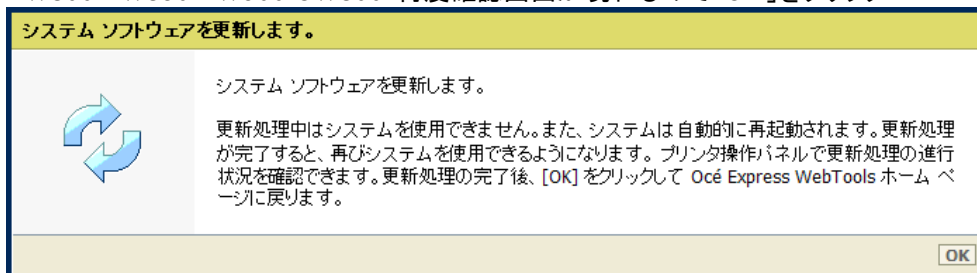 システム ソフトウェアを更新します。
システム ソフトウェアを更新します。
更新処理中はシステムを使用できません。また、システムは自動的に再起動されます。更新処理
が完了すると、再びシステムを使用できるようになります。プリンタ操作パネルで更新処理の進行
状況を確認できます。更新処理の完了後、[OK] をクリックして Océ Express WebTools ホーム ペ
ージに戻ります。
OK